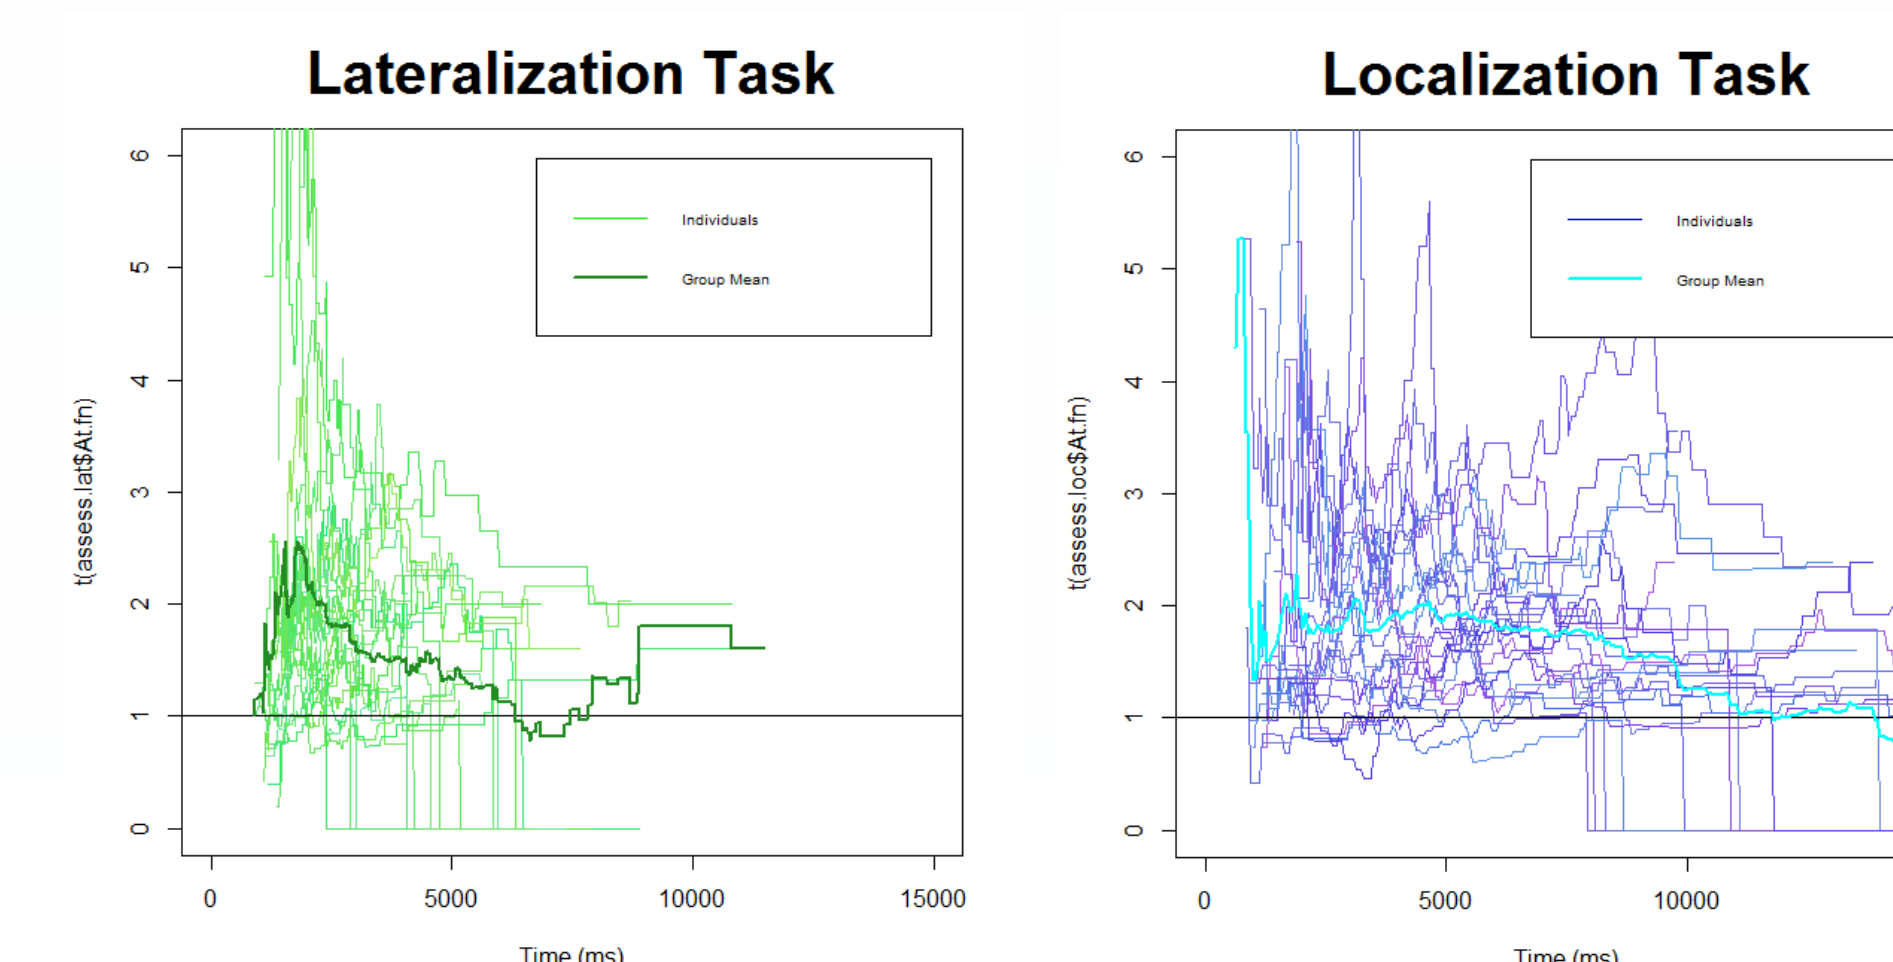 Lateralization Task
t(assess.lat$At.fn)
6
5
4
3
2
1
0
Individuals
Group Mean
0 5000 10000 15000
Time (ms)
Localization Task
t(assess.loc$At.fn)
6
5
4
3
2
1
0
Individuals
Group Mean
0 5000 10000
Time (ms)